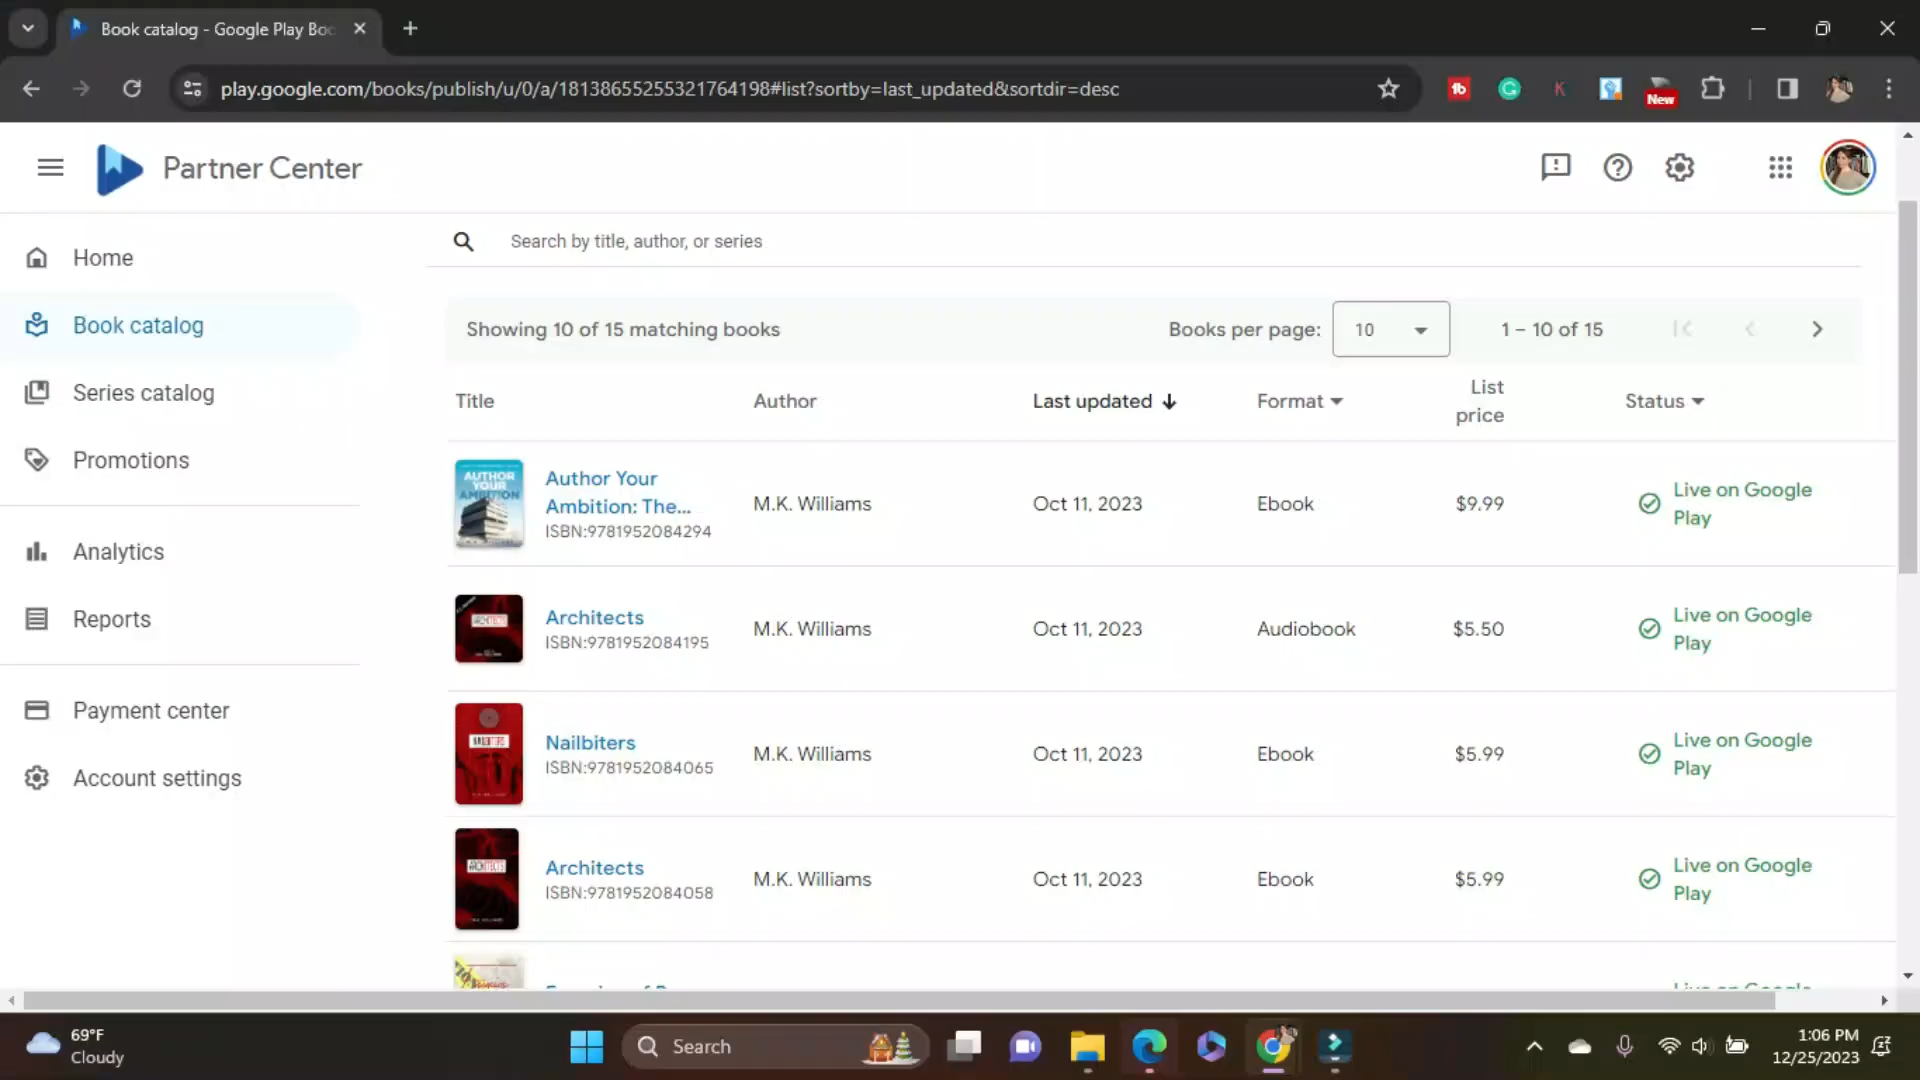 Book catalog - Google Play Boo
play.google.com/books/publish/u/0/a/18138655255321764198#list?sortby=last_updated&sortdir=desc
New
Partner Center
Home
Book catalog
Series catalog
Promotions
Analytics
Reports
Payment center
Account settings
Search by title, author, or series
Showing 10 of 15 matching books
Books per page: 10
1 – 10 of 15
Title Author Last updated Format List price Status
AUTHOR YOUR AMBITION
Author Your
Ambition: The...
ISBN:9781952084294
M.K. Williams Oct 11, 2023 Ebook $9.99 Live on Google
Play
ARCHITECTS
Architects
ISBN:9781952084195
M.K. Williams Oct 11, 2023 Audiobook $5.50 Live on Google
Play
NAILBITERS
Nailbiters
ISBN:9781952084065
M.K. Williams Oct 11, 2023 Ebook $5.99 Live on Google
Play
ARCHITECTS
Architects
ISBN:9781952084058
M.K. Williams Oct 11, 2023 Ebook $5.99 Live on Google
Play
69°F
Cloudy
Search
1:06 PM
12/25/2023